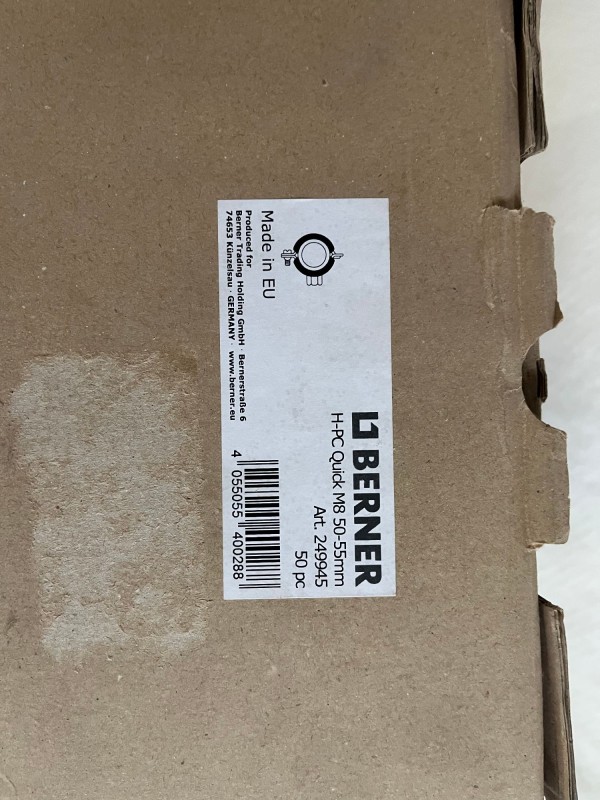 BERNER
H-PC Quick M8 50-55mm
Art. 249945
50 pc
Made in EU
Produced for
Berner Trading Holding GmbH · Bernerstraße 6
74653 Künzelsau · GERMANY · www.berner.eu
4 055055 400288